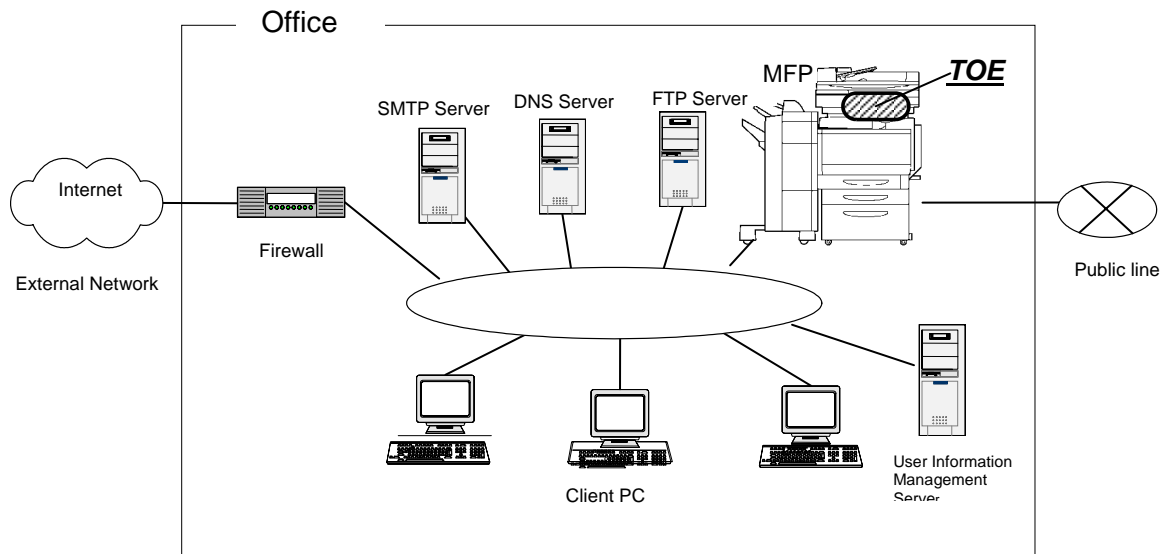 Office
MFP
TOE
SMTP Server
DNS Server
FTP Server
Internet
Firewall
External Network
Public line
Client PC
User Information
Management
Server